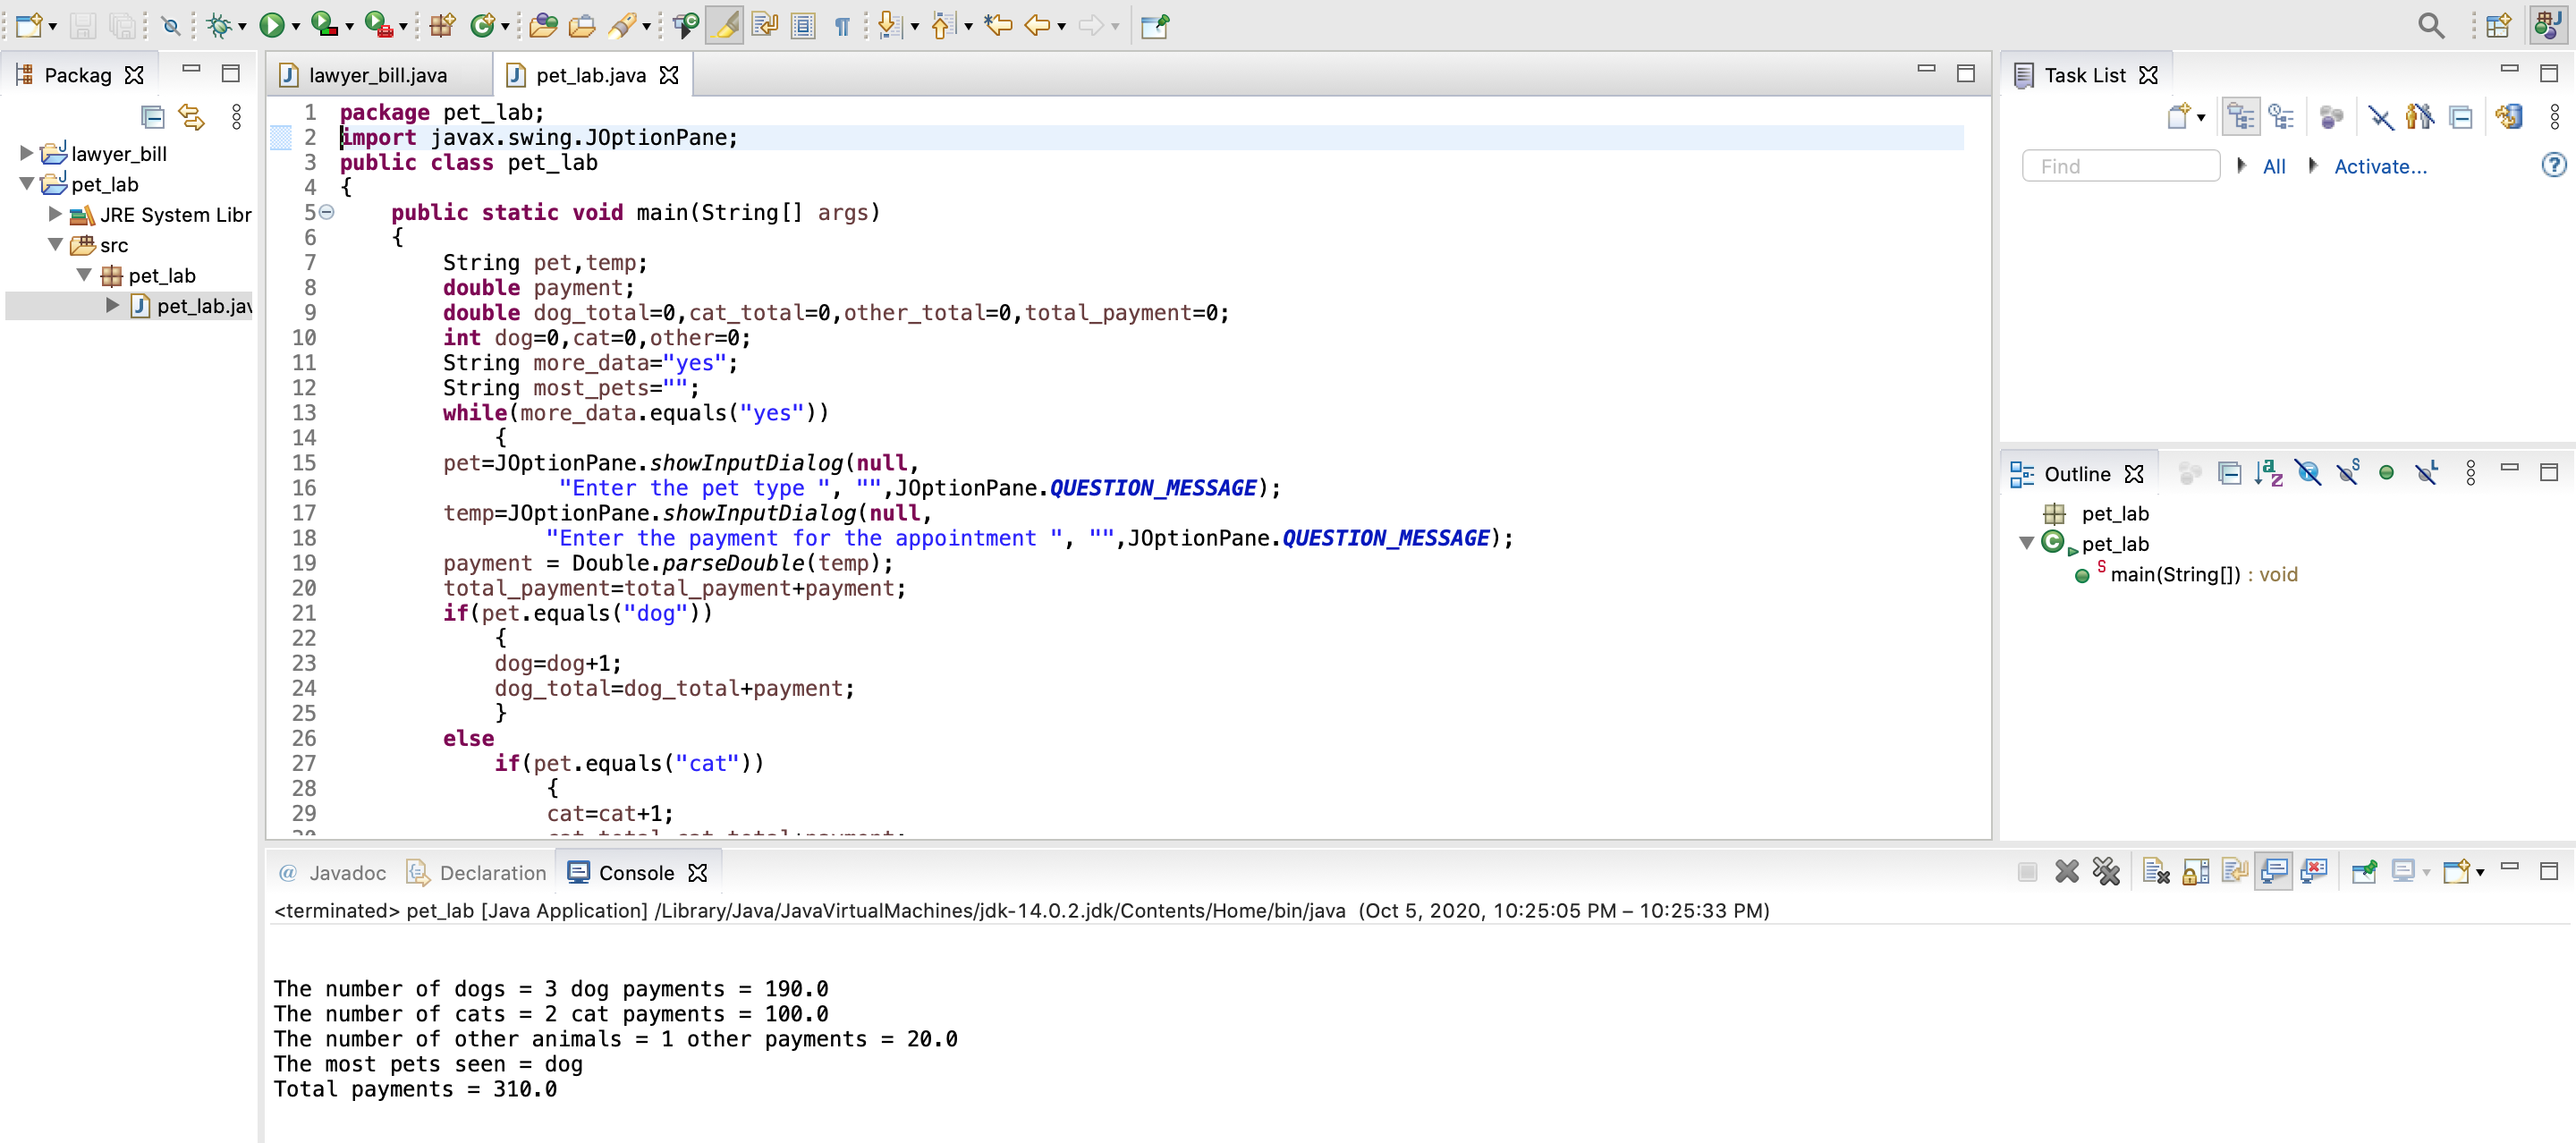 Packag
lawyer_bill
pet_lab
JRE System Libr
src
pet_lab
pet_lab.jav
lawyer_bill.java
pet_lab.java
1 package pet_lab;
2 import javax.swing.JOptionPane;
3 public class pet_lab
4 {
5 public static void main(String[] args)
6 {
7 String pet,temp;
8 double payment;
9 double dog_total=0,cat_total=0,other_total=0,total_payment=0;
10 int dog=0,cat=0,other=0;
11 String more_data="yes";
12 String most_pets="";
13 while(more_data.equals("yes"))
14 {
15 pet=JOptionPane.showInputDialog(null,
16 "Enter the pet type ", "",JOptionPane.QUESTION_MESSAGE);
17 temp=JOptionPane.showInputDialog(null,
18 "Enter the payment for the appointment ", "",JOptionPane.QUESTION_MESSAGE);
19 payment = Double.parseDouble(temp);
20 total_payment=total_payment+payment;
21 if(pet.equals("dog"))
22 {
23 dog=dog+1;
24 dog_total=dog_total+payment;
25 }
26 else
27 if(pet.equals("cat"))
28 {
29 cat=cat+1;
Task List
Find
All
Activate...
Outline
pet_lab
pet_lab
main(String[]) : void
@ Javadoc
Declaration
Console
<terminated> pet_lab [Java Application] /Library/Java/JavaVirtualMachines/jdk-14.0.2.jdk/Contents/Home/bin/java (Oct 5, 2020, 10:25:05 PM – 10:25:33 PM)
The number of dogs = 3 dog payments = 190.0
The number of cats = 2 cat payments = 100.0
The number of other animals = 1 other payments = 20.0
The most pets seen = dog
Total payments = 310.0